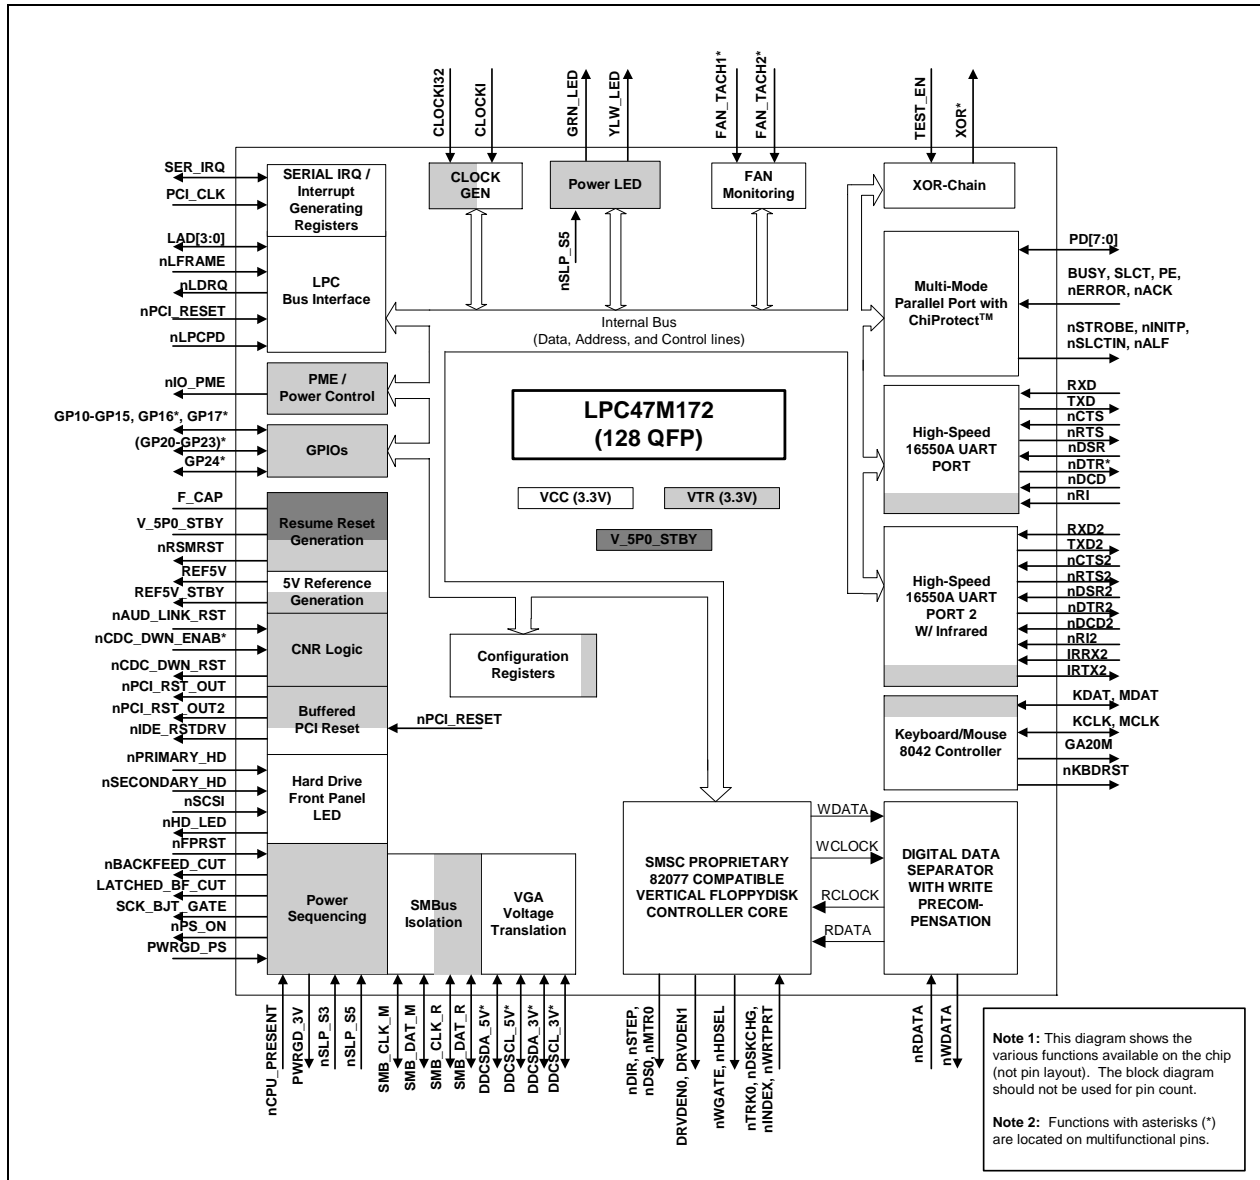 CLOCKI32
CLOCKI
GRN_LED
YLW_LED
FAN_TACH1*
FAN_TACH2*
TEST_EN
XOR*
SER_IRQ
PCI_CLK
SERIAL IRQ /
Interrupt
Generating
Registers
CLOCK
GEN
Power LED
FAN
Monitoring
XOR-Chain
nSLP_S5
LAD[3:0]
nLFRAME
nLDRQ
nPCI_RESET
nLPCPD
LPC
Bus Interface
Internal Bus
(Data, Address, and Control lines)
Multi-Mode
Parallel Port with
ChiProtect™
PD[7:0]
BUSY, SLCT, PE,
nERROR, nACK
nSTROBE, nINITP,
nSLCTIN, nALF
nIO_PME
PME /
Power Control
GP10-GP15, GP16*, GP17*
(GP20-GP23)*
GP24*
GPIOs
LPC47M172
(128 QFP)
VCC (3.3V)
VTR (3.3V)
V_5P0_STBY
High-Speed
16550A UART
PORT
RXD
TXD
nCTS
nRTS
nDSR
nDTR*
nDCD
nRI
F_CAP
V_5P0_STBY
nRSMRST
Resume Reset
Generation
REF5V
REF5V_STBY
5V Reference
Generation
nAUD_LINK_RST
nCDC_DWN_ENAB*
nCDC_DWN_RST
CNR Logic
High-Speed
16550A UART
PORT 2
W/ Infrared
RXD2
TXD2
nCTS2
nRTS2
nDSR2
nDTR2
nDCD2
nRI2
IRRX2
IRTX2
Configuration
Registers
nPCI_RST_OUT
nPCI_RST_OUT2
nIDE_RSTDRV
Buffered
PCI Reset
nPCI_RESET
Keyboard/Mouse
8042 Controller
KDAT, MDAT
KCLK, MCLK
GA20M
nKBDRST
nPRIMARY_HD
nSECONDARY_HD
nSCSI
nHD_LED
Hard Drive
Front Panel
LED
nFPRST
nBACKFEED_CUT
LATCHED_BF_CUT
SCK_BJT_GATE
nPS_ON
PWRGD_PS
Power
Sequencing
SMBus
Isolation
VGA
Voltage
Translation
SMSC PROPRIETARY
82077 COMPATIBLE
VERTICAL FLOPPYDISK
CONTROLLER CORE
WDATA
WCLOCK
RCLOCK
RDATA
DIGITAL DATA
SEPARATOR
WITH WRITE
PRECOM-
PENSATION
nCPU_PRESENT
PWRGD_3V
nSLP_S3
nSLP_S5
SMB_CLK_M
SMB_DAT_M
SMB_CLK_R
SMB_DAT_R
DDCSDA_5V*
DDCSCL_5V*
DDCSDA_3V*
DDCSCL_3V*
nDIR, nSTEP,
nDS0, nMTR0
DRVDEN0, DRVDEN1
nWGATE, nHDSEL
nTRK0, nDSKCHG,
nINDEX, nWRTPRT
nRDATA
nWDATA
Note 1: This diagram shows the
various functions available on the chip
(not pin layout). The block diagram
should not be used for pin count.
Note 2: Functions with asterisks (*)
are located on multifunctional pins.